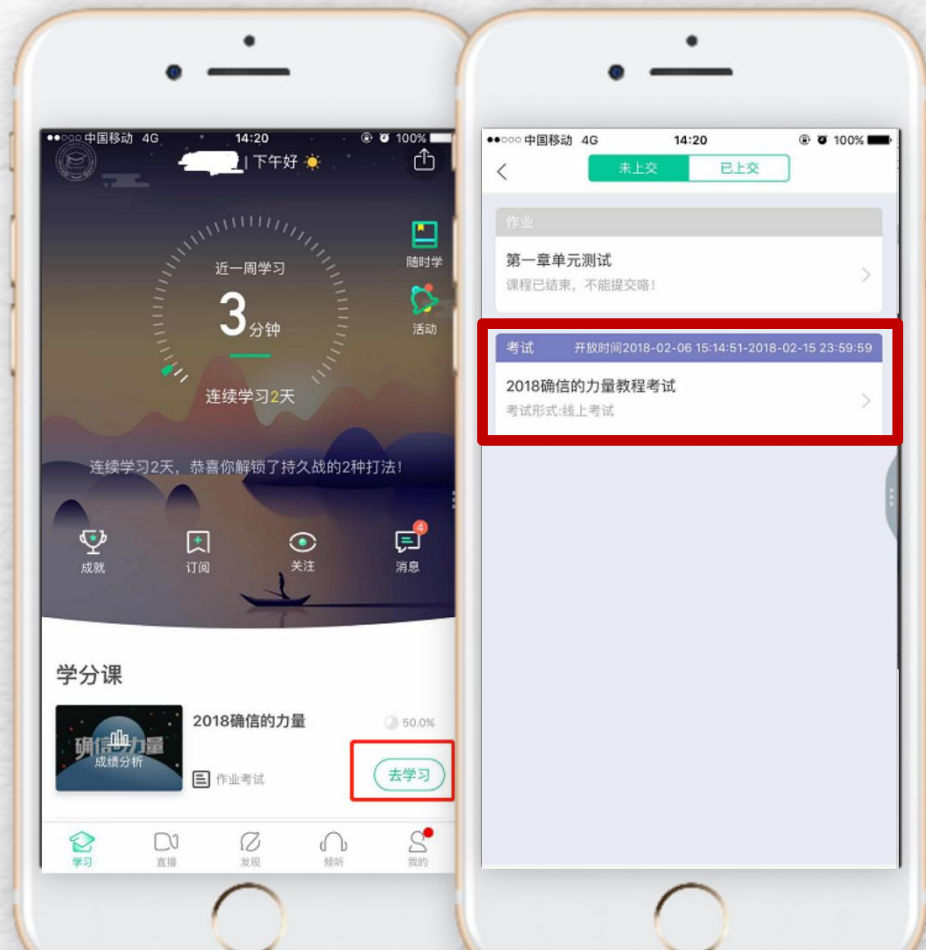 中国移动 4G 14:20 100%
下午好
随时学
近一周学习
3分钟
活动
连续学习2天
连续学习2天，恭喜你解锁了持久战的2种打法！
4
成就 订阅 关注 消息
学分课
2018确信的力量 50.0%
确信的力量
成绩分析
作业考试 去学习
学习 直播 发现 倾听 我的
中国移动 4G 14:20 100%
未上交 已上交
作业
第一章单元测试
课程已结束，不能提交咯！
考试 开放时间2018-02-06 15:14:51-2018-02-15 23:59:59
2018确信的力量教程考试
考试形式:线上考试